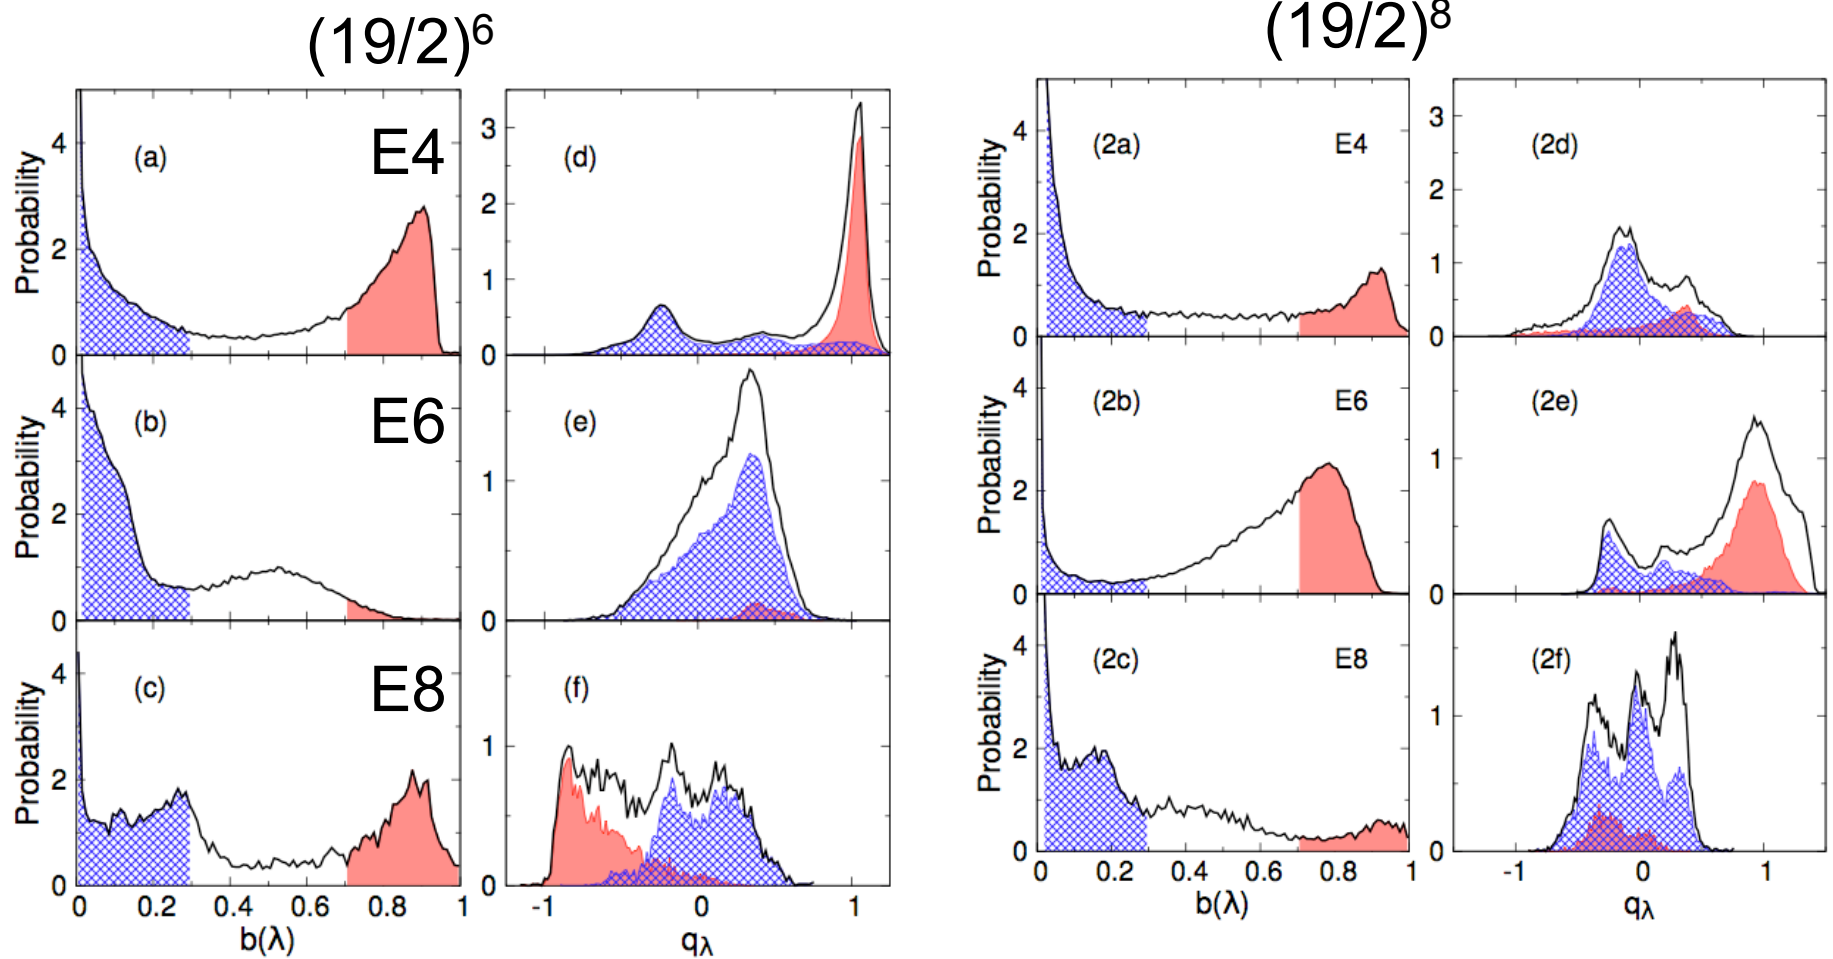 (19/2)⁶
(19/2)⁸
Probability
4
2
0
(a)
E4
3
2
1
0
(d)
Probability
4
2
0
(b)
E6
1
0
(e)
Probability
4
2
0
(c)
E8
1
0
(f)
0 0.2 0.4 0.6 0.8 1
b(λ)
-1 0 1
qλ
Probability
4
2
0
(2a)
E4
3
2
1
0
(2d)
Probability
4
2
0
(2b)
E6
1
0
(2e)
Probability
4
2
0
(2c)
E8
1
0
(2f)
0 0.2 0.4 0.6 0.8 1
b(λ)
-1 0 1
qλ